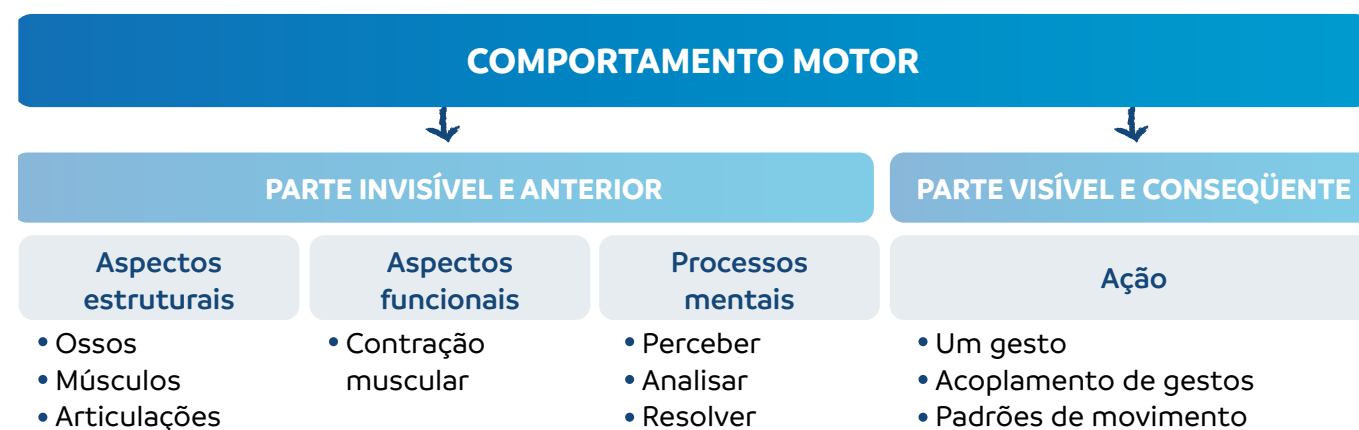 COMPORTAMENTO MOTOR
PARTE INVISÍVEL E ANTERIOR
PARTE VISÍVEL E CONSEQÜENTE
Aspectos
estruturais
• Ossos
• Músculos
• Articulações
Aspectos
funcionais
• Contração
muscular
Processos
mentais
• Perceber
• Analisar
• Resolver
Ação
• Um gesto
• Acoplamento de gestos
• Padrões de movimento